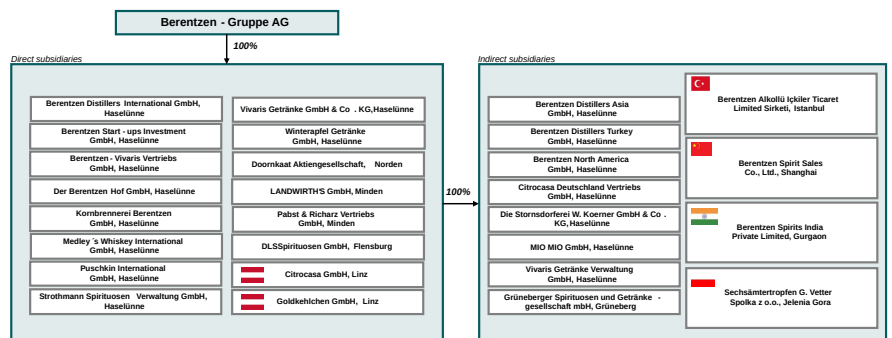 Berentzen - Gruppe AG
100%
Direct subsidiaries
Berentzen Distillers International GmbH,
Haselünne
Berentzen Start - ups Investment
GmbH, Haselünne
Berentzen - Vivaris Vertriebs
GmbH, Haselünne
Der Berentzen Hof GmbH, Haselünne
Kornbrennerei Berentzen
GmbH, Haselünne
Medley ´s Whiskey International
GmbH, Haselünne
Puschkin International
GmbH, Haselünne
Strothmann Spirituosen Verwaltung GmbH,
Haselünne
Vivaris Getränke GmbH & Co . KG,Haselünne
Winterapfel Getränke
GmbH, Haselünne
Doornkaat Aktiengesellschaft, Norden
LANDWIRTH'S GmbH, Minden
Pabst & Richarz Vertriebs
GmbH, Minden
DLSSpirituosen GmbH, Flensburg
Citrocasa GmbH, Linz
Goldkehlchen GmbH, Linz
100%
Indirect subsidiaries
Berentzen Distillers Asia
GmbH, Haselünne
Berentzen Distillers Turkey
GmbH, Haselünne
Berentzen North America
GmbH, Haselünne
Citrocasa Deutschland Vertriebs
GmbH, Haselünne
Die Stornsdorferei W. Koerner GmbH & Co .
KG,Haselünne
MIO MIO GmbH, Haselünne
Vivaris Getränke Verwaltung
GmbH, Haselünne
Grüneberger Spirituosen und Getränke -
gesellschaft mbH, Grüneberg
Berentzen Alkollü Içkiler Ticaret
Limited Sirketi, Istanbul
Berentzen Spirit Sales
Co., Ltd., Shanghai
Berentzen Spirits India
Private Limited, Gurgaon
Sechsämtertropfen G. Vetter
Spolka z o.o., Jelenia Gora